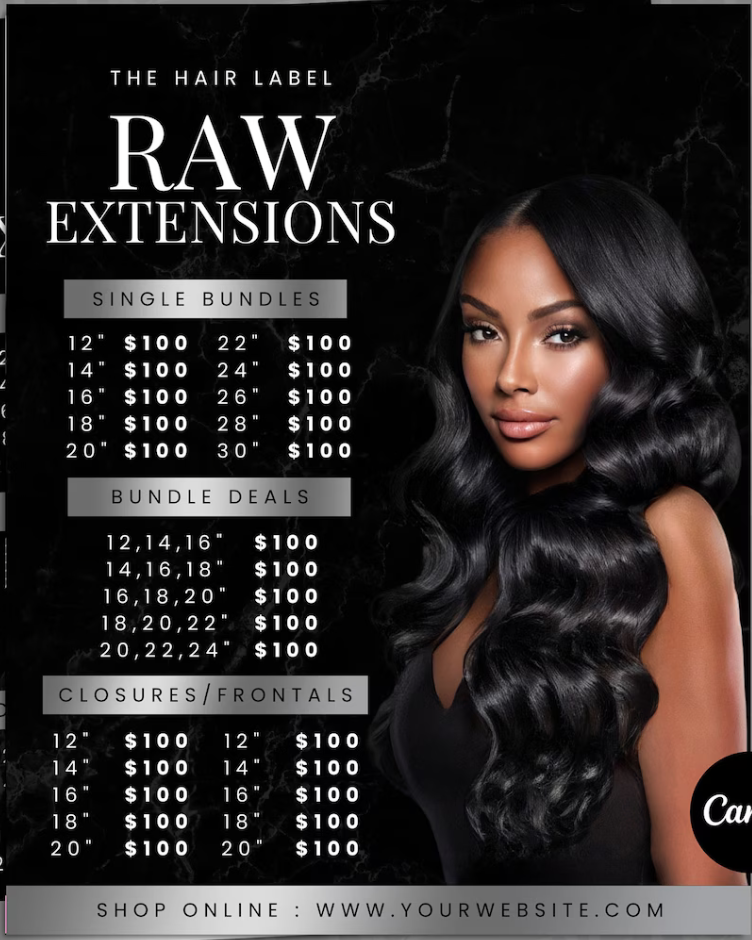 THE HAIR LABEL
RAW
EXTENSIONS
SINGLE BUNDLES
12" $100 22" $100
14" $100 24" $100
16" $100 26" $100
18" $100 28" $100
20" $100 30" $100
BUNDLE DEALS
12,14,16" $100
14,16,18" $100
16,18,20" $100
18,20,22" $100
20,22,24" $100
CLOSURES/FRONTALS
12" $100 12" $100
14" $100 14" $100
16" $100 16" $100
18" $100 18" $100
20" $100 20" $100
SHOP ONLINE : WWW.YOURWEBSITE.COM